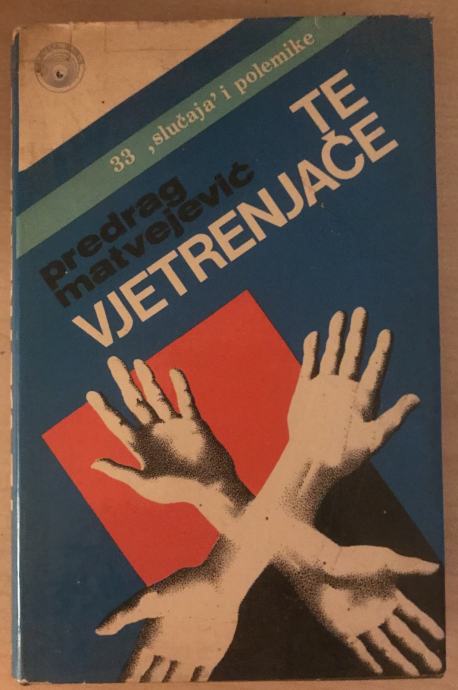 33 ‚slučaja’ i polemike
predrag
matvejević
TE
VJETRENJAČE